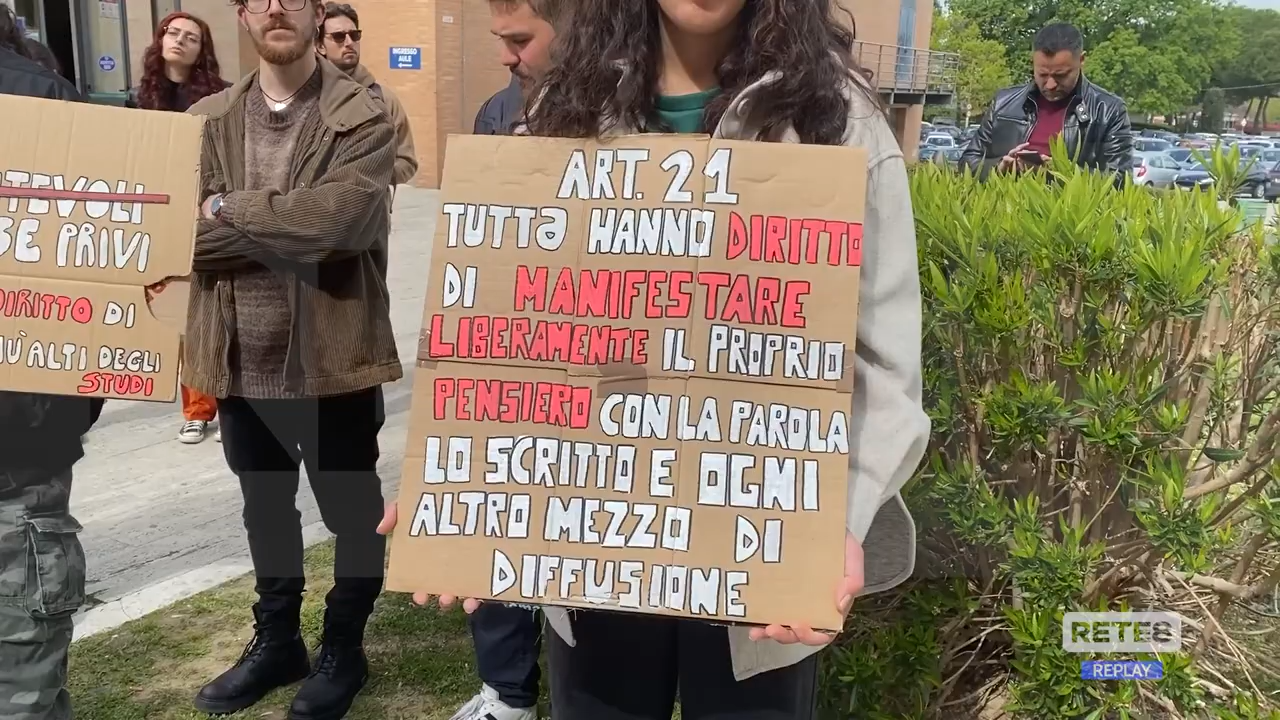 INGRESSO
AULE
TEVOLI
SE PRIVI
DIRITTO DI
IÙ ALTI DEGLI
STUDI
ART. 21
TUTTƏ HANNO DIRITTO
DI MANIFESTARE
LIBERAMENTE IL PROPRIO
PENSIERO CON LA PAROLA
LO SCRITTO E OGNI
ALTRO MEZZO DI
DIFFUSIONE
RETE8
REPLAY